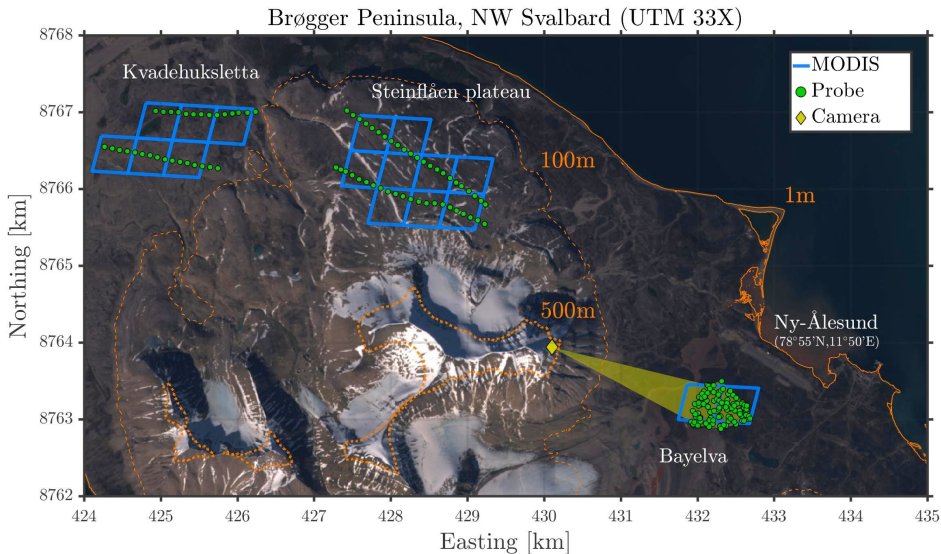 Brøgger Peninsula, NW Svalbard (UTM 33X)
8768
8767
8766
8765
8764
8763
8762
Northing [km]
Kvadehuksletta
Steinflåen plateau
MODIS
Probe
Camera
100m
1m
500m
Ny-Ålesund
(78°55'N,11°50'E)
Bayelva
424
425
426
427
428
429
430
431
432
433
434
435
Easting [km]